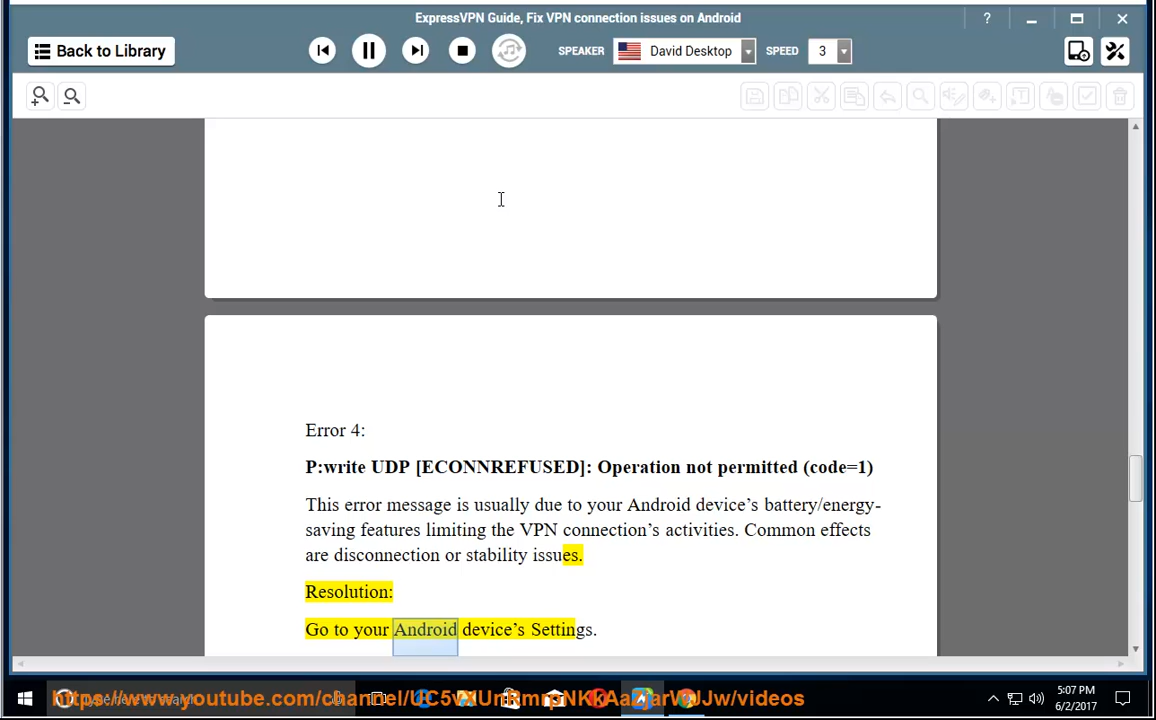 ExpressVPN Guide, Fix VPN connection issues on Android
?
Back to Library
SPEAKER
David Desktop
SPEED
3
Error 4:
P:write UDP [ECONNREFUSED]: Operation not permitted (code=1)
This error message is usually due to your Android device’s battery/energy-
saving features limiting the VPN connection’s activities. Common effects
are disconnection or stability issues.
Resolution:
Go to your Android device’s Settings.
5:07 PM
6/2/2017